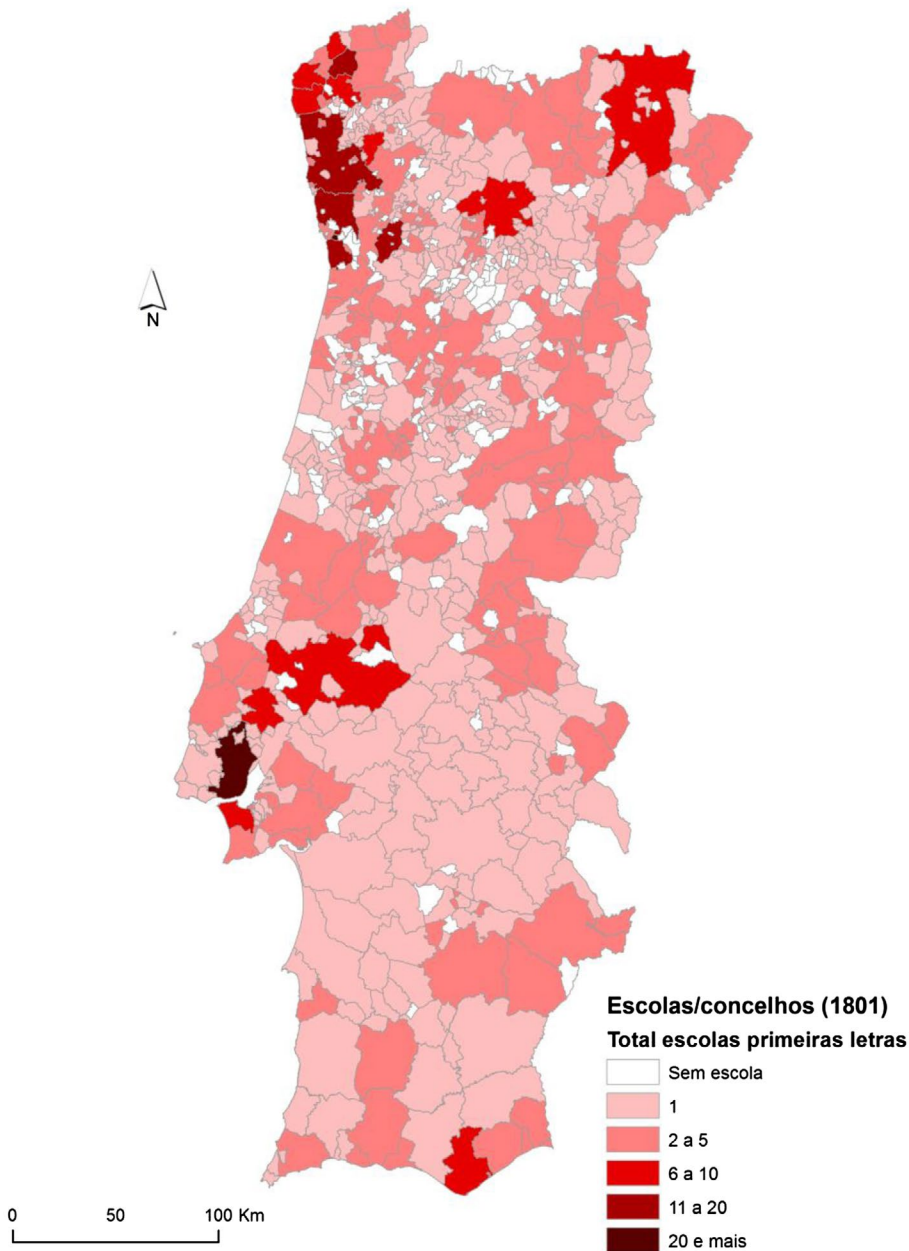 N
Escolas/concelhos (1801)
Total escolas primeiras letras
Sem escola
1
2 a 5
6 a 10
11 a 20
20 e mais
0 50 100 Km